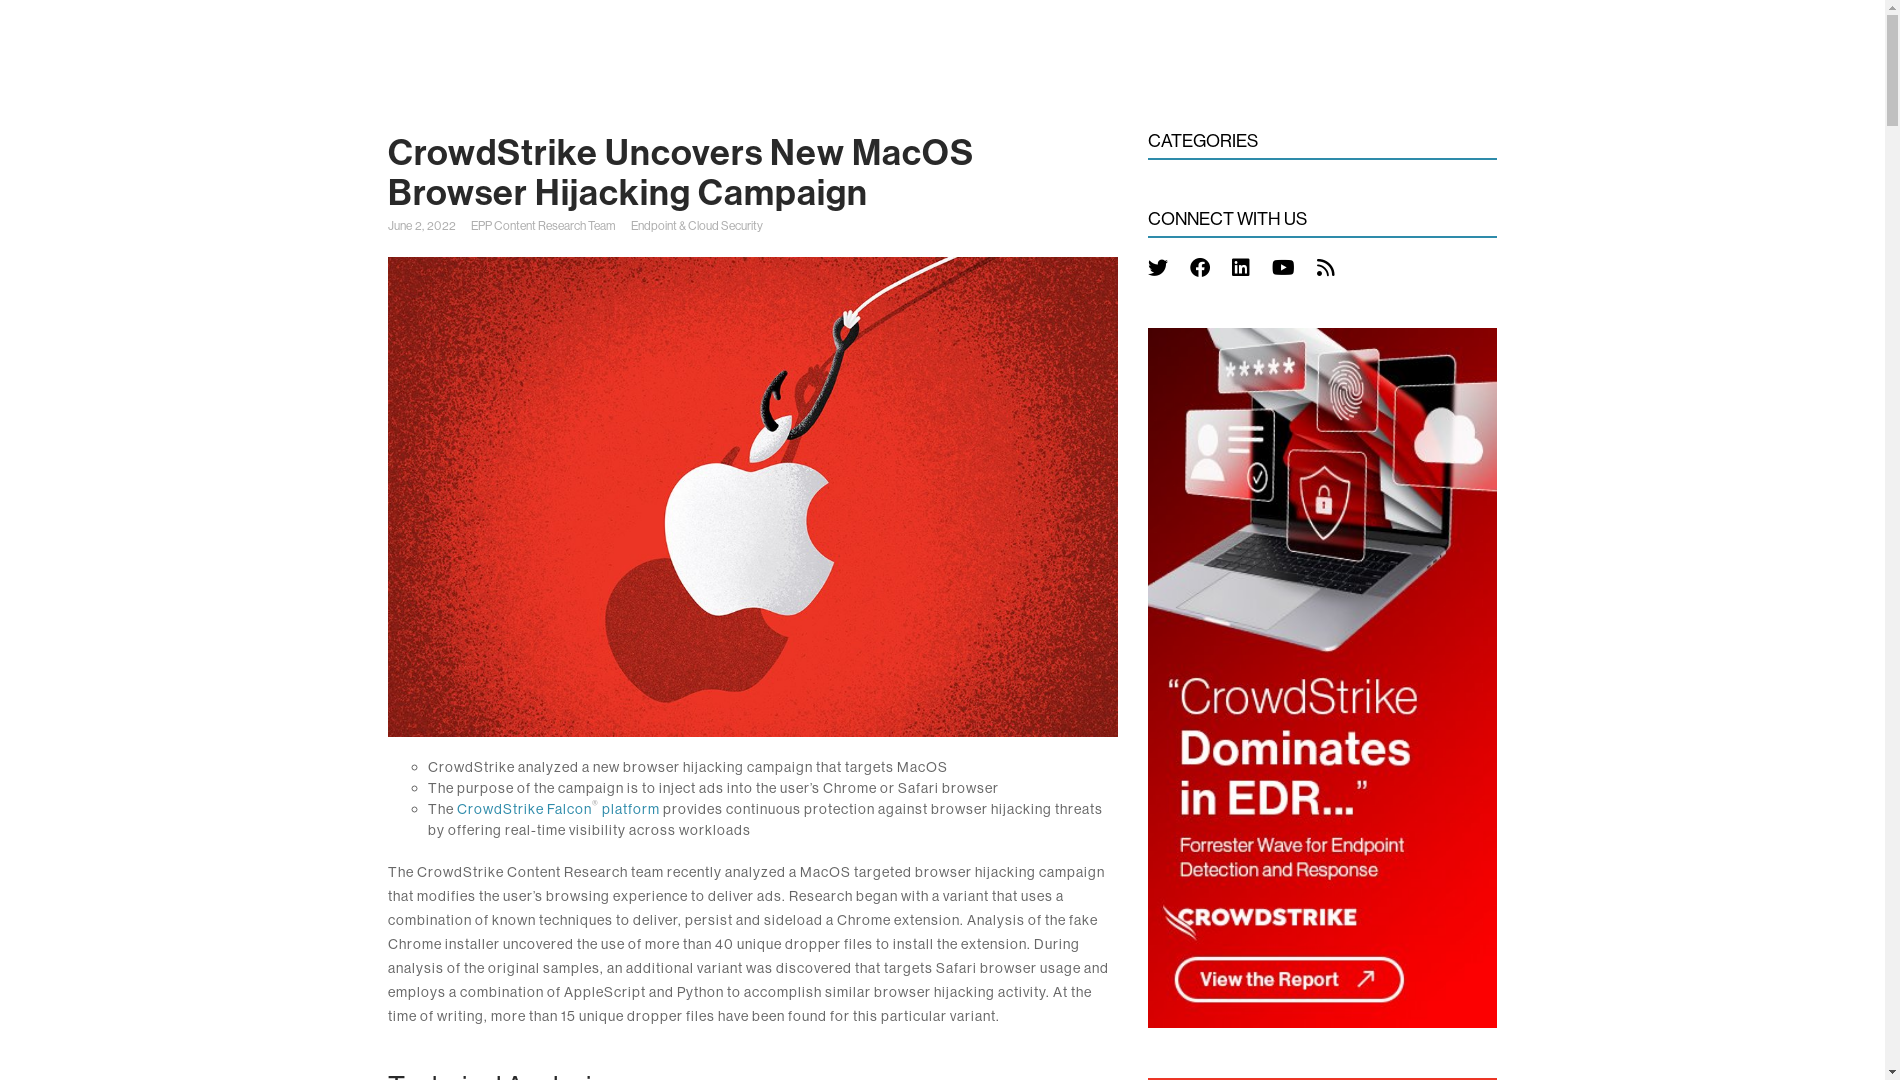 CrowdStrike Uncovers New MacOS
Browser Hijacking Campaign
June 2, 2022 EPP Content Research Team Endpoint & Cloud Security
CrowdStrike analyzed a new browser hijacking campaign that targets MacOS
The purpose of the campaign is to inject ads into the user’s Chrome or Safari browser
The CrowdStrike Falcon® platform provides continuous protection against browser hijacking threats
by offering real-time visibility across workloads
The CrowdStrike Content Research team recently analyzed a MacOS targeted browser hijacking campaign
that modifies the user’s browsing experience to deliver ads. Research began with a variant that uses a
combination of known techniques to deliver, persist and sideload a Chrome extension. Analysis of the fake
Chrome installer uncovered the use of more than 40 unique dropper files to install the extension. During
analysis of the original samples, an additional variant was discovered that targets Safari browser usage and
employs a combination of AppleScript and Python to accomplish similar browser hijacking activity. At the
time of writing, more than 15 unique dropper files have been found for this particular variant.
CATEGORIES
CONNECT WITH US
*****
“CrowdStrike
Dominates
in EDR...”
Forrester Wave for Endpoint
Detection and Response
CROWDSTRIKE
View the Report